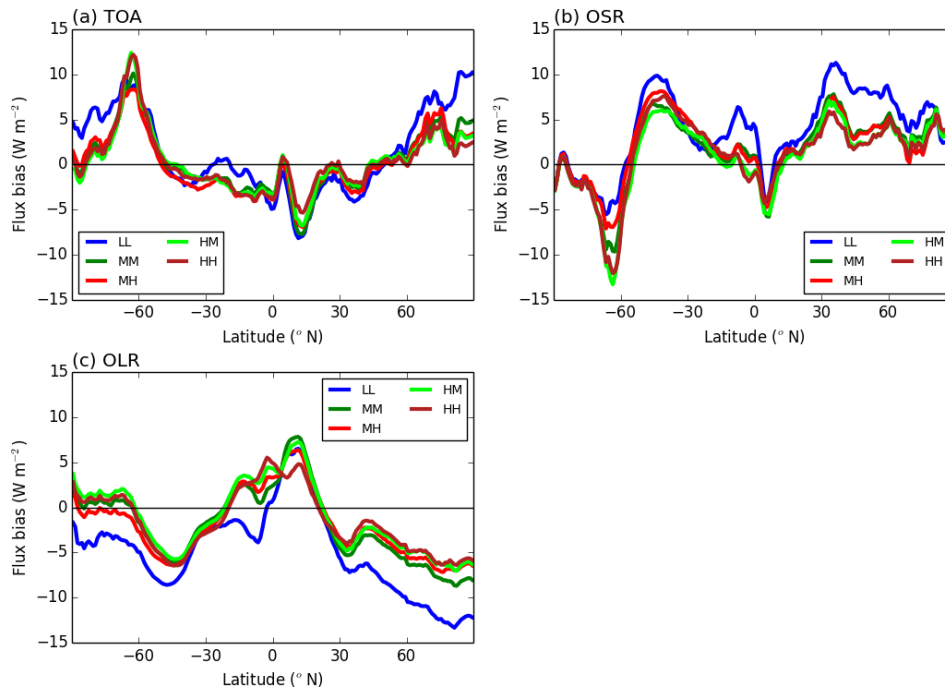 (a) TOA
15
10
5
0
−5
−10
−15
Flux bias (W m⁻²)
LL
HM
MM
HH
MH
−60
−30
0
30
60
Latitude (° N)
(b) OSR
15
10
5
0
−5
−10
−15
Flux bias (W m⁻²)
LL
HM
MM
HH
MH
−60
−30
0
30
60
Latitude (° N)
(c) OLR
15
10
5
0
−5
−10
−15
Flux bias (W m⁻²)
LL
HM
MM
HH
MH
−60
−30
0
30
60
Latitude (° N)